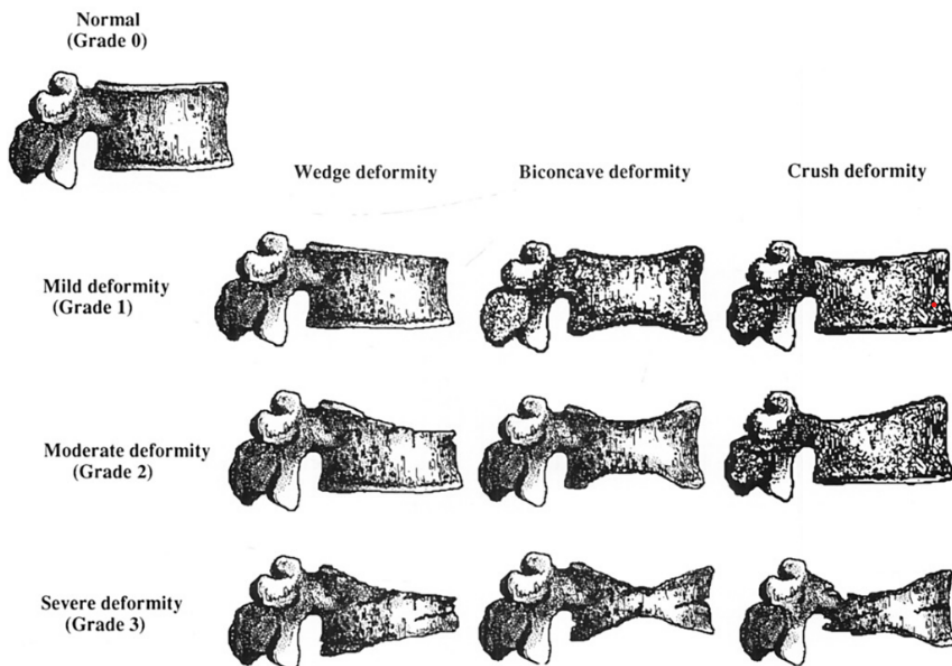 Normal
(Grade 0)
Wedge deformity
Biconcave deformity
Crush deformity
Mild deformity
(Grade 1)
Moderate deformity
(Grade 2)
Severe deformity
(Grade 3)